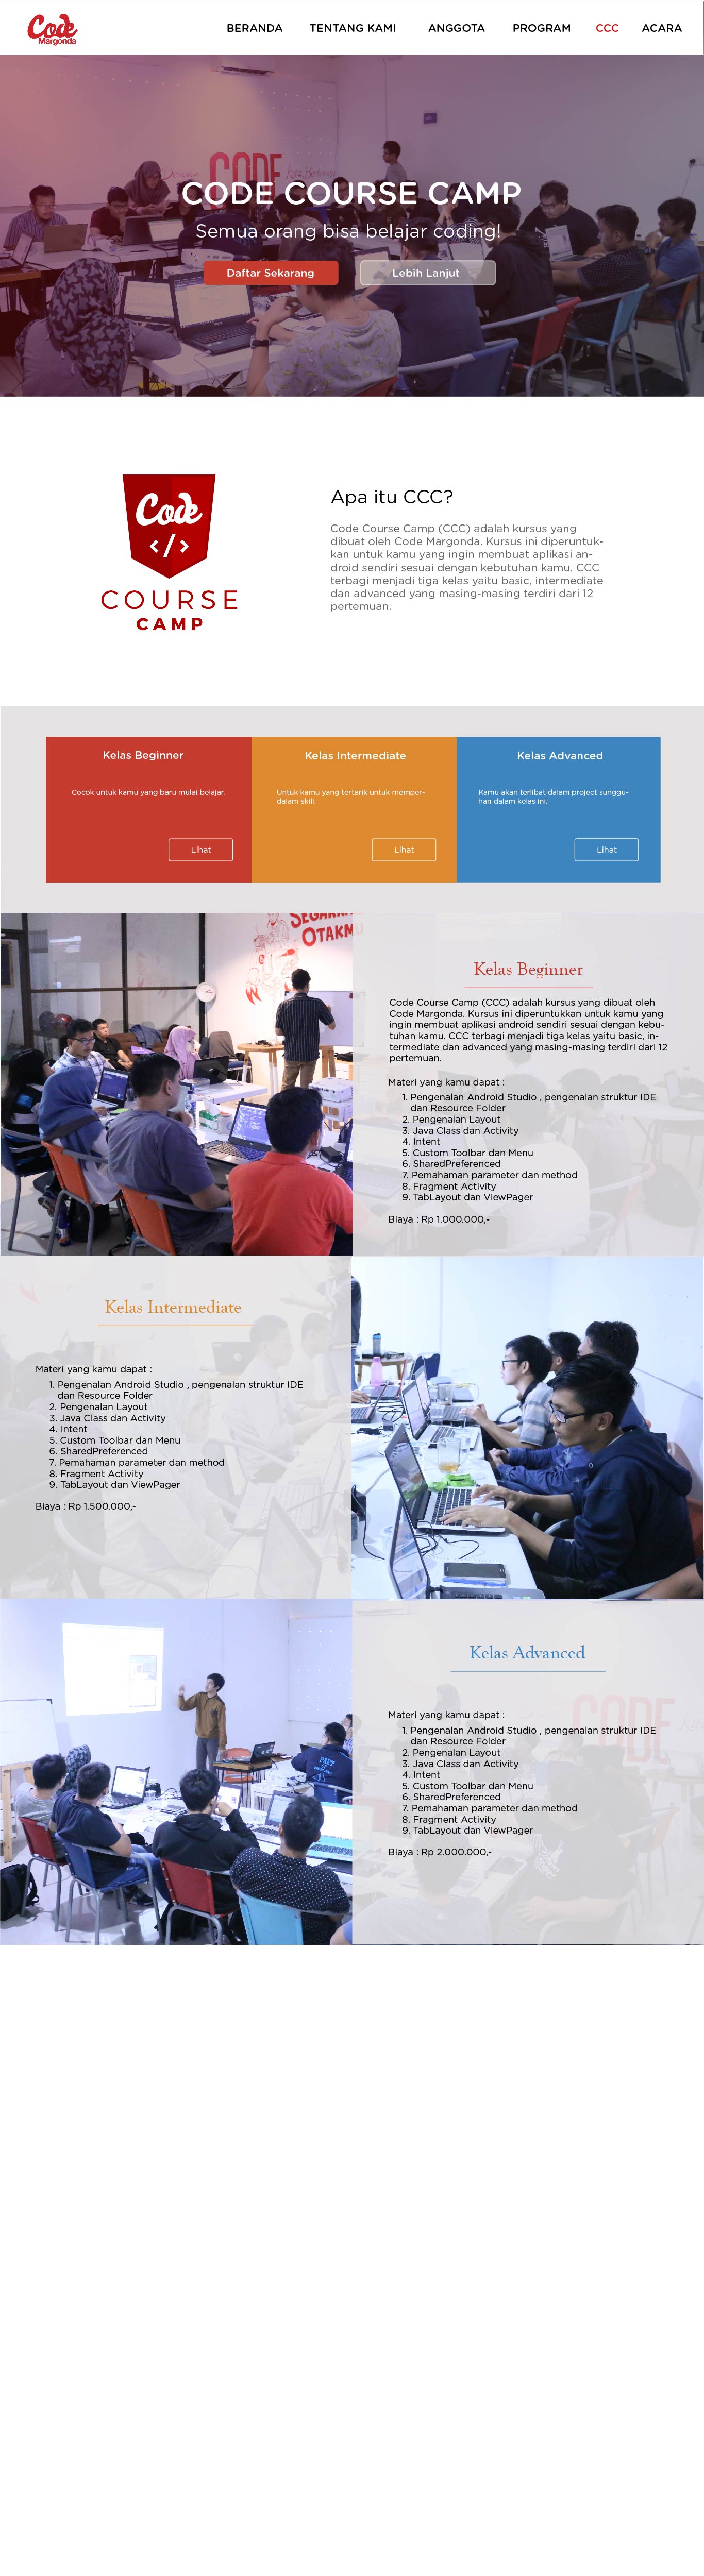 Code
Margonda
BERANDA TENTANG KAMI ANGGOTA PROGRAM CCC ACARA
CODE
CODE COURSE CAMP
Semua orang bisa belajar coding!
Daftar Sekarang Lebih Lanjut
Code
</>
COURSE
CAMP
Apa itu CCC?
Code Course Camp (CCC) adalah kursus yang
dibuat oleh Code Margonda. Kursus ini diperuntuk-
kan untuk kamu yang ingin membuat aplikasi an-
droid sendiri sesuai dengan kebutuhan kamu. CCC
terbagi menjadi tiga kelas yaitu basic, intermediate
dan advanced yang masing-masing terdiri dari 12
pertemuan.
Kelas Beginner
Cocok untuk kamu yang baru mulai belajar.
Lihat
Kelas Intermediate
Untuk kamu yang tertarik untuk memper-
dalam skill.
Lihat
Kelas Advanced
Kamu akan terlibat dalam project sunggu-
han dalam kelas ini.
Lihat
OTAKMU
Kelas Beginner
Code Course Camp (CCC) adalah kursus yang dibuat oleh
Code Margonda. Kursus ini diperuntukkan untuk kamu yang
ingin membuat aplikasi android sendiri sesuai dengan kebu-
tuhan kamu. CCC terbagi menjadi tiga kelas yaitu basic, in-
termediate dan advanced yang masing-masing terdiri dari 12
pertemuan.
Materi yang kamu dapat :
1. Pengenalan Android Studio , pengenalan struktur IDE
dan Resource Folder
2. Pengenalan Layout
3. Java Class dan Activity
4. Intent
5. Custom Toolbar dan Menu
6. SharedPreferenced
7. Pemahaman parameter dan method
8. Fragment Activity
9. TabLayout dan ViewPager
Biaya : Rp 1.000.000,-
Kelas Intermediate
Materi yang kamu dapat :
1. Pengenalan Android Studio , pengenalan struktur IDE
dan Resource Folder
2. Pengenalan Layout
3. Java Class dan Activity
4. Intent
5. Custom Toolbar dan Menu
6. SharedPreferenced
7. Pemahaman parameter dan method
8. Fragment Activity
9. TabLayout dan ViewPager
Biaya : Rp 1.500.000,-
Kelas Advanced
CODE
Materi yang kamu dapat :
1. Pengenalan Android Studio , pengenalan struktur IDE
dan Resource Folder
2. Pengenalan Layout
3. Java Class dan Activity
4. Intent
5. Custom Toolbar dan Menu
6. SharedPreferenced
7. Pemahaman parameter dan method
8. Fragment Activity
9. TabLayout dan ViewPager
Biaya : Rp 2.000.000,-